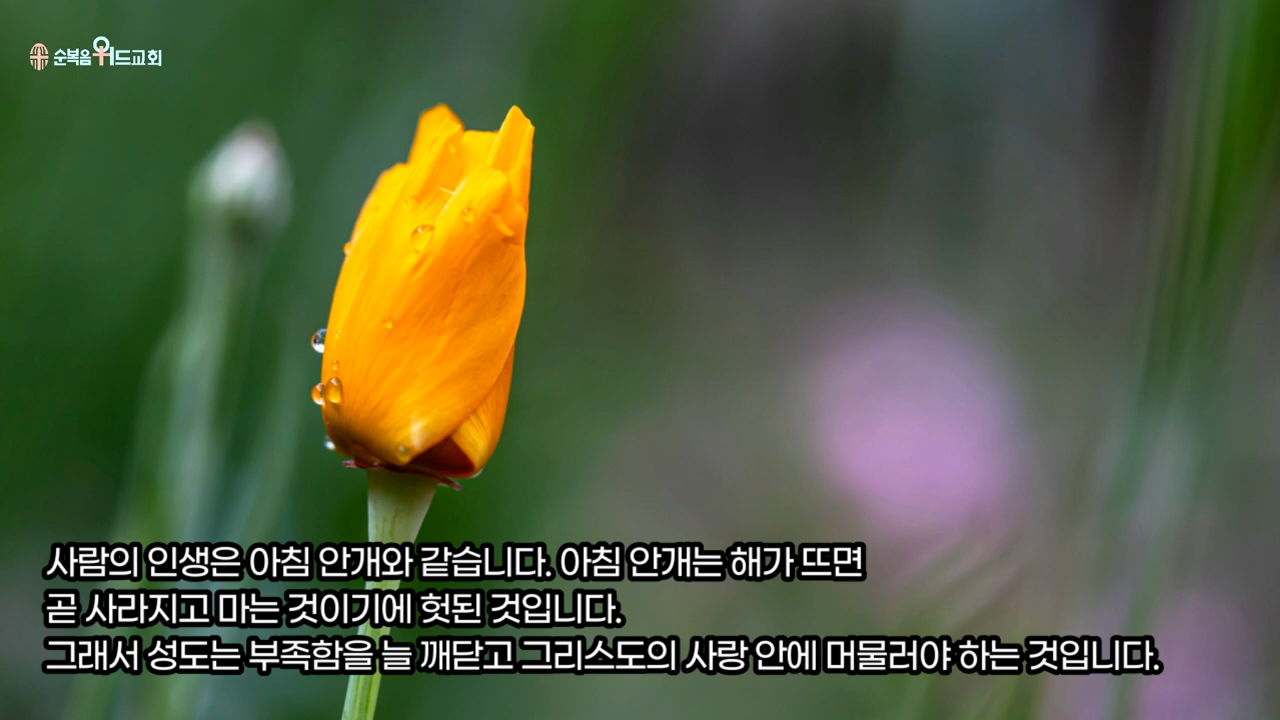 순복음위드교회
사람의 인생은 아침 안개와 같습니다. 아침 안개는 해가 뜨면
곧 사라지고 마는 것이기에 헛된 것입니다.
그래서 성도는 부족함을 늘 깨닫고 그리스도의 사랑 안에 머물러야 하는 것입니다.